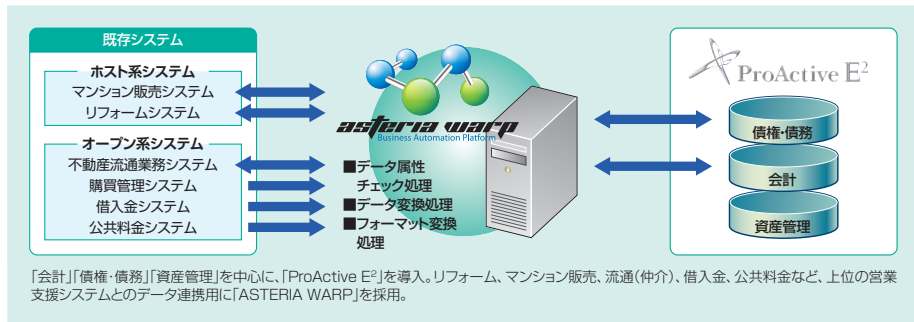 既存システム
ホスト系システム
マンション販売システム
リフォームシステム
オープン系システム
不動産流通業務システム
購買管理システム
借入金システム
公共料金システム
asteria warp
Business Automation Platform
■データ属性
チェック処理
■データ変換処理
■フォーマット変換
処理
ProActive E²
債権・債務
会計
資産管理
「会計」「債権・債務」「資産管理」を中心に、「ProActive E²」を導入。リフォーム、マンション販売、流通(仲介)、借入金、公共料金など、上位の営業
支援システムとのデータ連携用に「ASTERIA WARP」を採用。